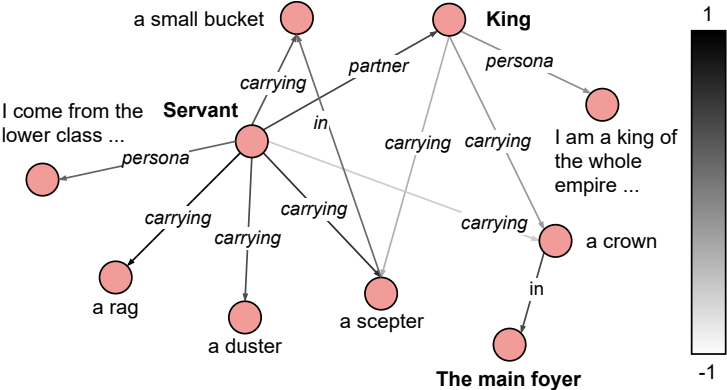 a small bucket
King
1
carrying
partner
persona
I come from the
lower class ...
Servant
in
persona
carrying
carrying
I am a king of
the whole
empire ...
carrying
carrying
carrying
carrying
a crown
a rag
a duster
a scepter
in
The main foyer
-1